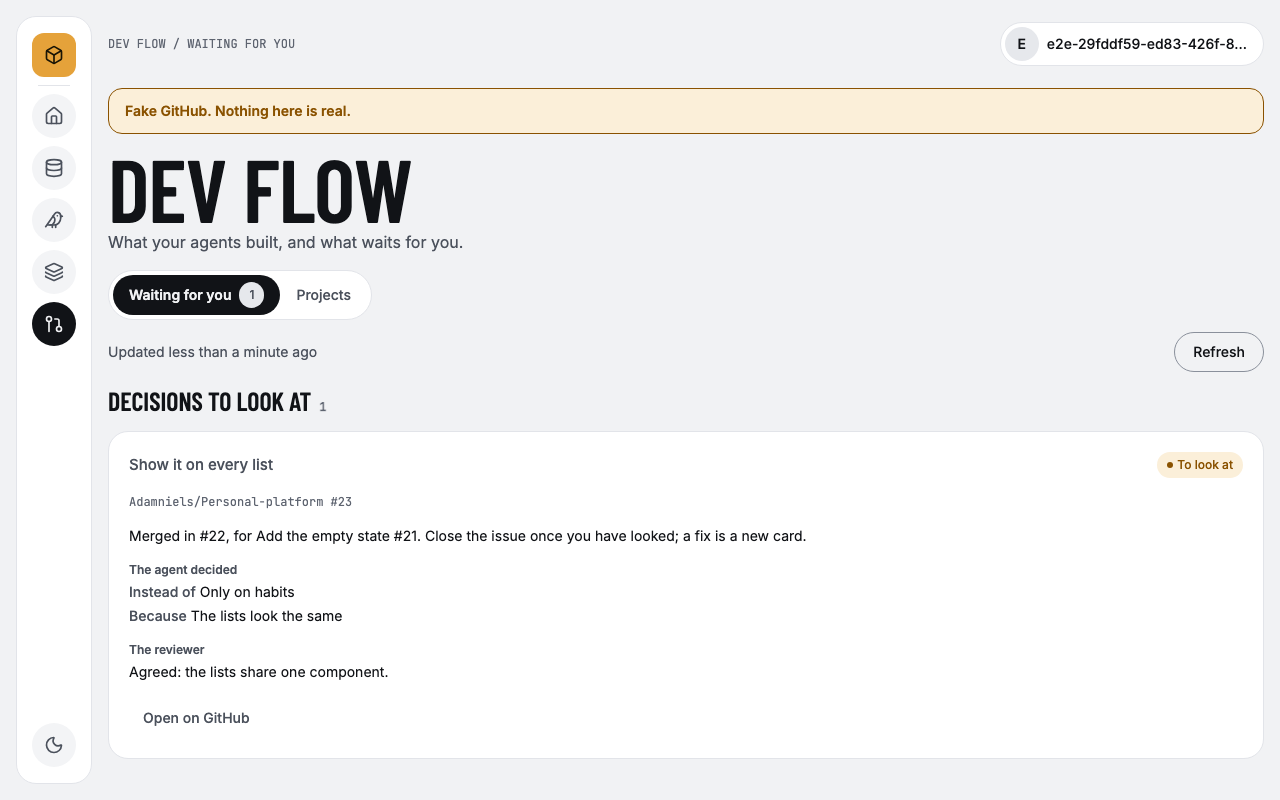 DEV FLOW / WAITING FOR YOU
E
e2e-29fddf59-ed83-426f-8...
Fake GitHub. Nothing here is real.
DEV FLOW
What your agents built, and what waits for you.
Waiting for you 1
Projects
Updated less than a minute ago
Refresh
DECISIONS TO LOOK AT 1
Show it on every list
To look at
Adamniels/Personal-platform #23
Merged in #22, for Add the empty state #21. Close the issue once you have looked; a fix is a new card.
The agent decided
Instead of Only on habits
Because The lists look the same
The reviewer
Agreed: the lists share one component.
Open on GitHub